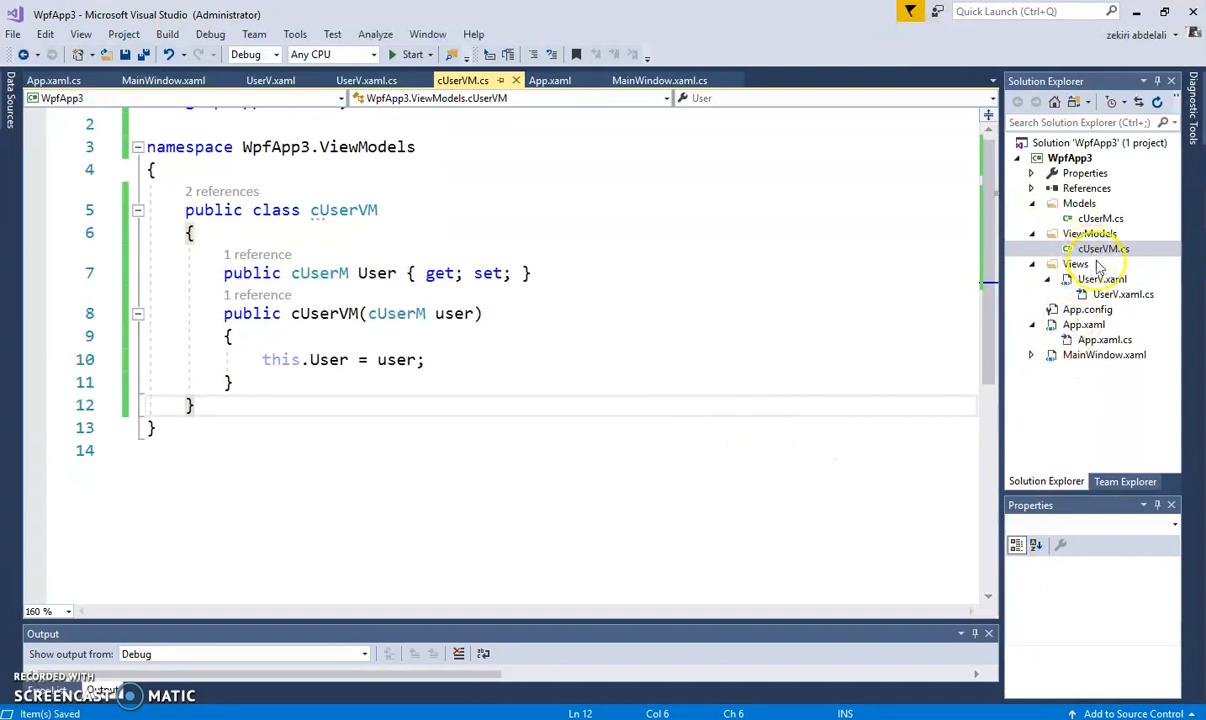 WpfApp3 - Microsoft Visual Studio (Administrator)
Quick Launch (Ctrl+Q)
File Edit View Project Build Debug Team Tools Test Analyze Window Help
zekiri abdelali
Debug Any CPU Start
Data Sources
App.xaml.cs MainWindow.xaml UserV.xaml UserV.xaml.cs cUserVM.cs App.xaml MainWindow.xaml.cs
WpfApp3 WpfApp3.ViewModels.cUserVM User
2
3 namespace WpfApp3.ViewModels
4 {
2 references
5 public class cUserVM
6 {
1 reference
7 public cUserM User { get; set; }
1 reference
8 public cUserVM(cUserM user)
9 {
10 this.User = user;
11 }
12 }
13 }
14
160 %
Output
Show output from: Debug
Output
RECORDED WITH
SCREENCAST MATIC
Item(s) Saved Ln 12 Col 6 Ch 6 INS Add to Source Control
Solution Explorer
Search Solution Explorer (Ctrl+;)
Solution 'WpfApp3' (1 project)
WpfApp3
Properties
References
Models
cUserM.cs
ViewModels
cUserVM.cs
Views
UserV.xaml
UserV.xaml.cs
App.config
App.xaml
App.xaml.cs
MainWindow.xaml
Solution Explorer Team Explorer
Properties
Diagnostic Tools